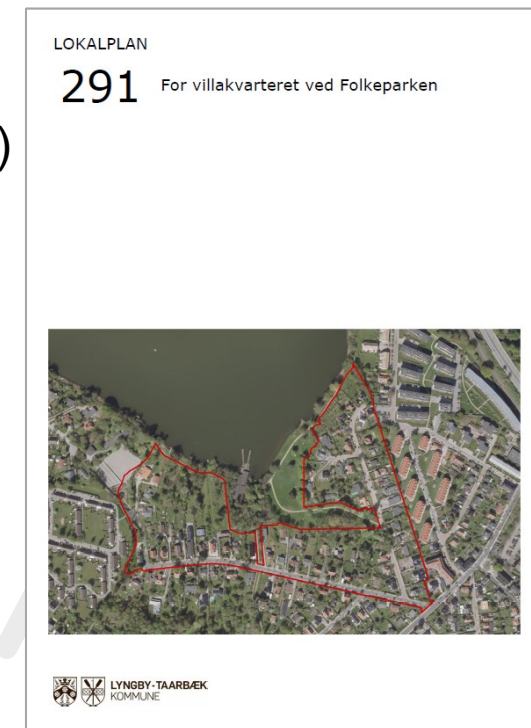 )
LOKALPLAN
291 For villakvarteret ved Folkeparken
LYNGBY-TAARBÆK
KOMMUNE